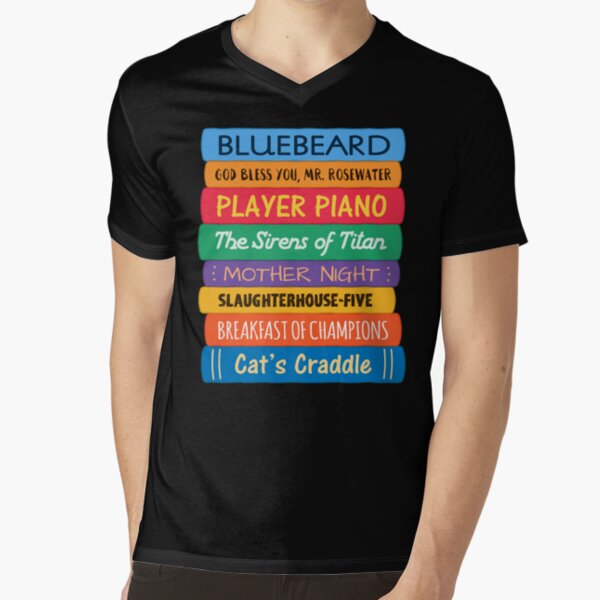 BLUEBEARD
GOD BLESS YOU, MR. ROSEWATER
PLAYER PIANO
The Sirens of Titan
: MOTHER NIGHT :
SLAUGHTERHOUSE-FIVE
BREAKFAST OF CHAMPIONS
|| Cat's Craddle ||